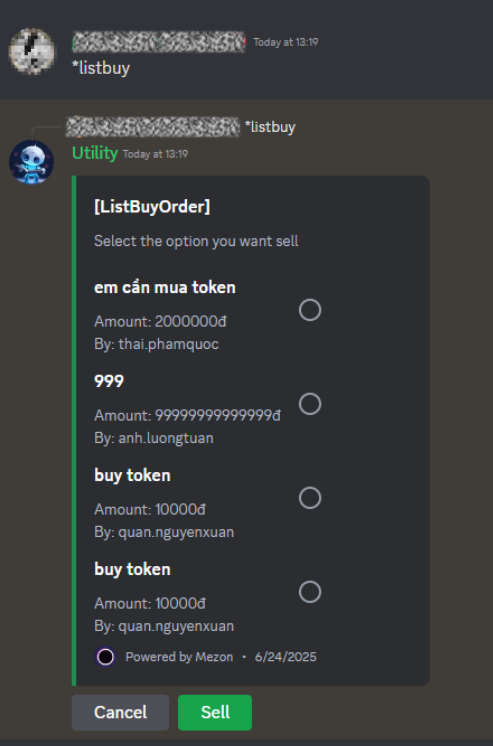 Today at 13:19
*listbuy
*listbuy
Utility Today at 13:19
[ListBuyOrder]
Select the option you want sell
em cần mua token
Amount: 2000000đ
By: thai.phamquoc
999
Amount: 99999999999999đ
By: anh.luongtuan
buy token
Amount: 10000đ
By: quan.nguyenxuan
buy token
Amount: 10000đ
By: quan.nguyenxuan
Powered by Mezon • 6/24/2025
Cancel Sell